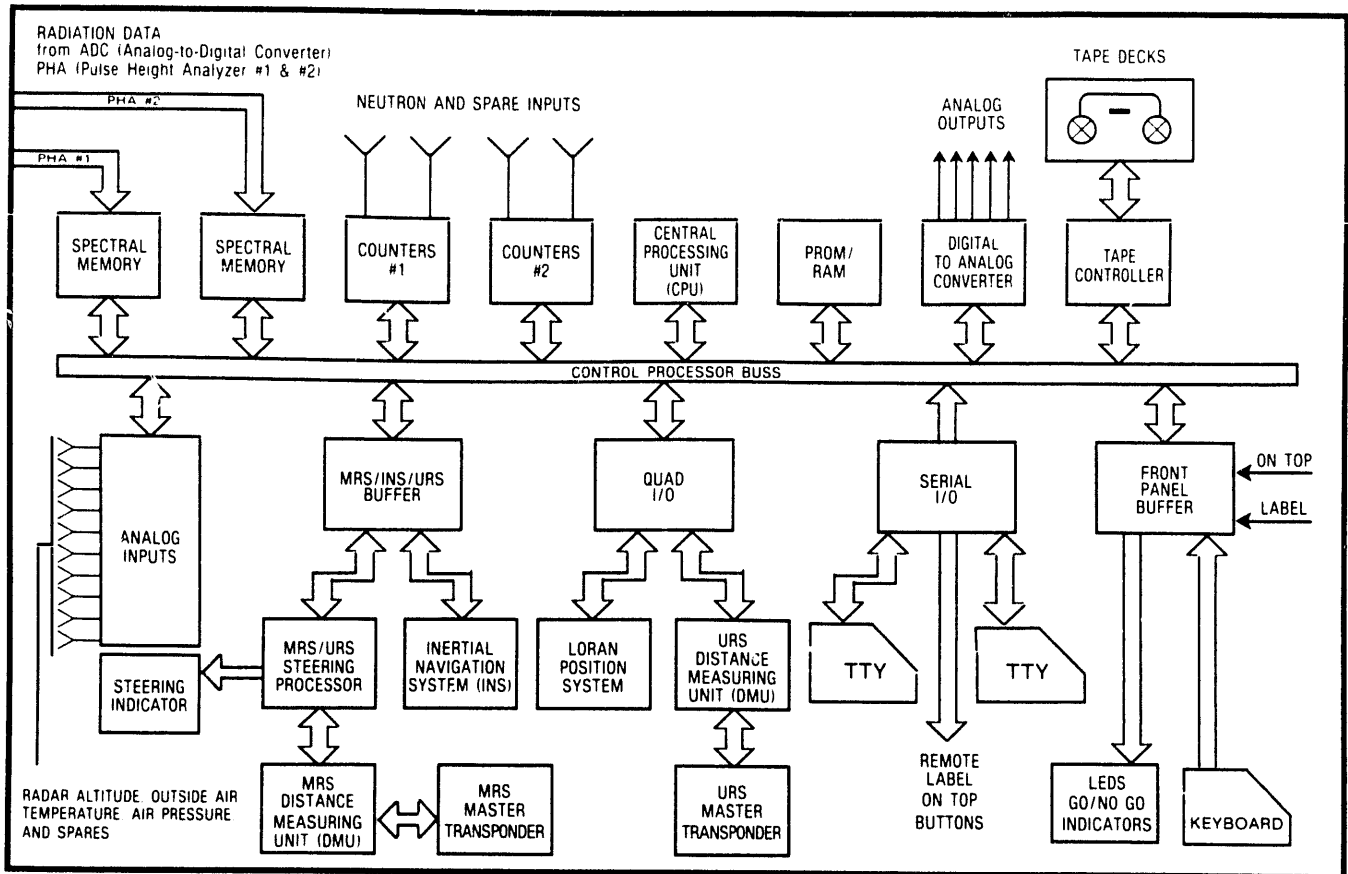 RADIATION DATA
from ADC (Analog-to-Digital Converter)
PHA (Pulse Height Analyzer #1 & #2)
PHA #2
PHA #1
NEUTRON AND SPARE INPUTS
ANALOG
OUTPUTS
TAPE DECKS
SPECTRAL
MEMORY
SPECTRAL
MEMORY
COUNTERS
#1
COUNTERS
#2
CENTRAL
PROCESSING
UNIT
(CPU)
PROM/
RAM
DIGITAL
TO ANALOG
CONVERTER
TAPE
CONTROLLER
CONTROL PROCESSOR BUSS
ANALOG
INPUTS
MRS/INS/URS
BUFFER
QUAD
I/O
SERIAL
I/O
FRONT
PANEL
BUFFER
ON TOP
LABEL
STEERING
INDICATOR
MRS/URS
STEERING
PROCESSOR
INERTIAL
NAVIGATION
SYSTEM (INS)
LORAN
POSITION
SYSTEM
URS
DISTANCE
MEASURING
UNIT (DMU)
TTY
TTY
RADAR ALTITUDE, OUTSIDE AIR
TEMPERATURE, AIR PRESSURE
AND SPARES
MRS
DISTANCE
MEASURING
UNIT (DMU)
MRS
MASTER
TRANSPONDER
URS
MASTER
TRANSPONDER
REMOTE
LABEL
ON TOP
BUTTONS
LEDS
GO/NO GO
INDICATORS
KEYBOARD